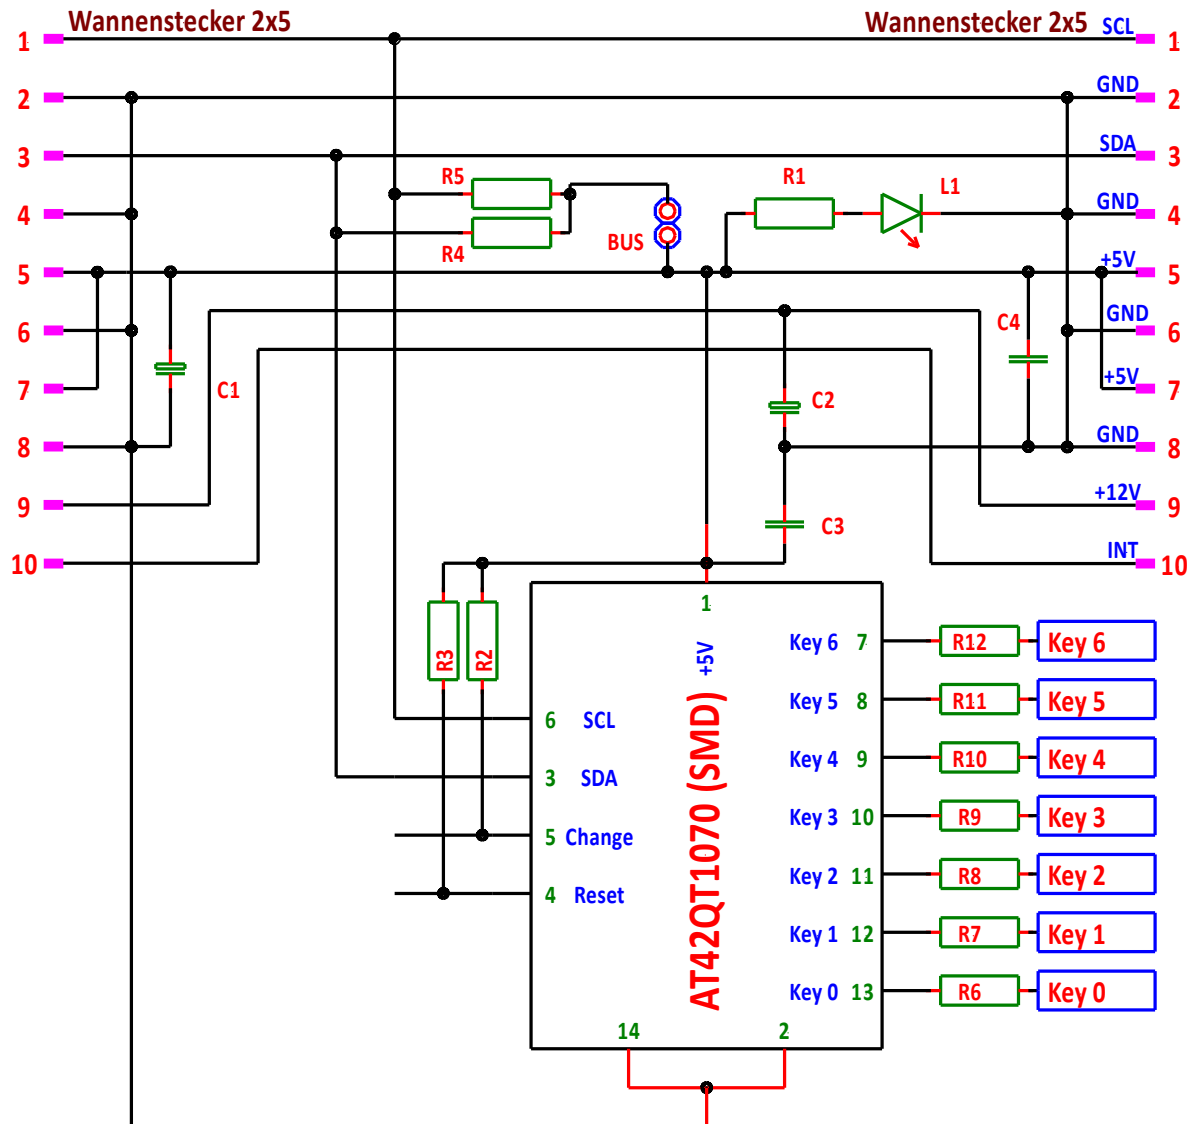 Wannenstecker 2x5
Wannenstecker 2x5
SCL
1
1
2
GND
2
3
SDA
3
R5
R1
L1
4
GND
4
R4
BUS
5
+5V
5
6
C4
GND
6
7
C1
C2
+5V
7
8
GND
8
9
+12V
9
C3
10
INT
10
1
R3
R2
+5V
Key 6
7
R12
Key 6
Key 5
8
R11
Key 5
6
SCL
Key 4
9
R10
Key 4
3
SDA
Key 3
10
R9
Key 3
5
Change
Key 2
11
R8
Key 2
4
Reset
Key 1
12
R7
Key 1
AT42QT1070 (SMD)
Key 0
13
R6
Key 0
14
2